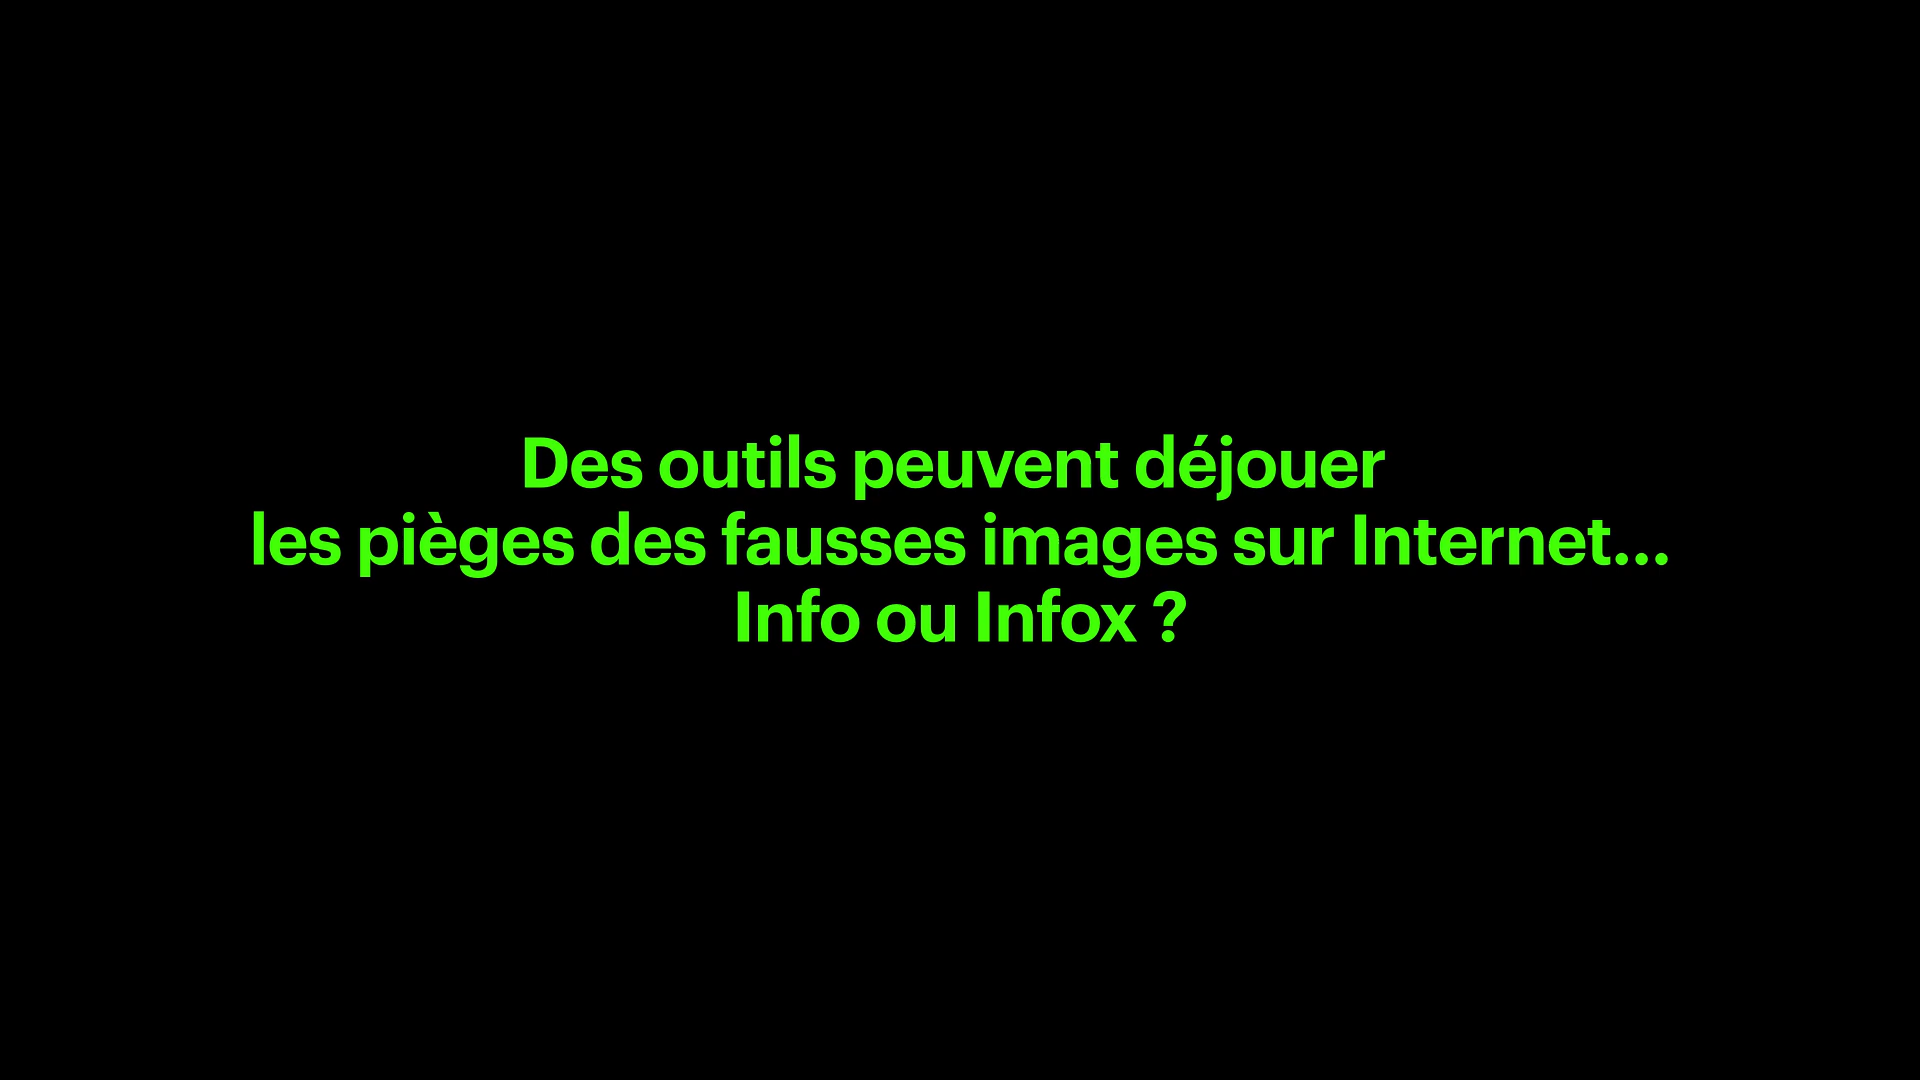 Des outils peuvent déjouer
les pièges des fausses images sur Internet...
Info ou Infox ?